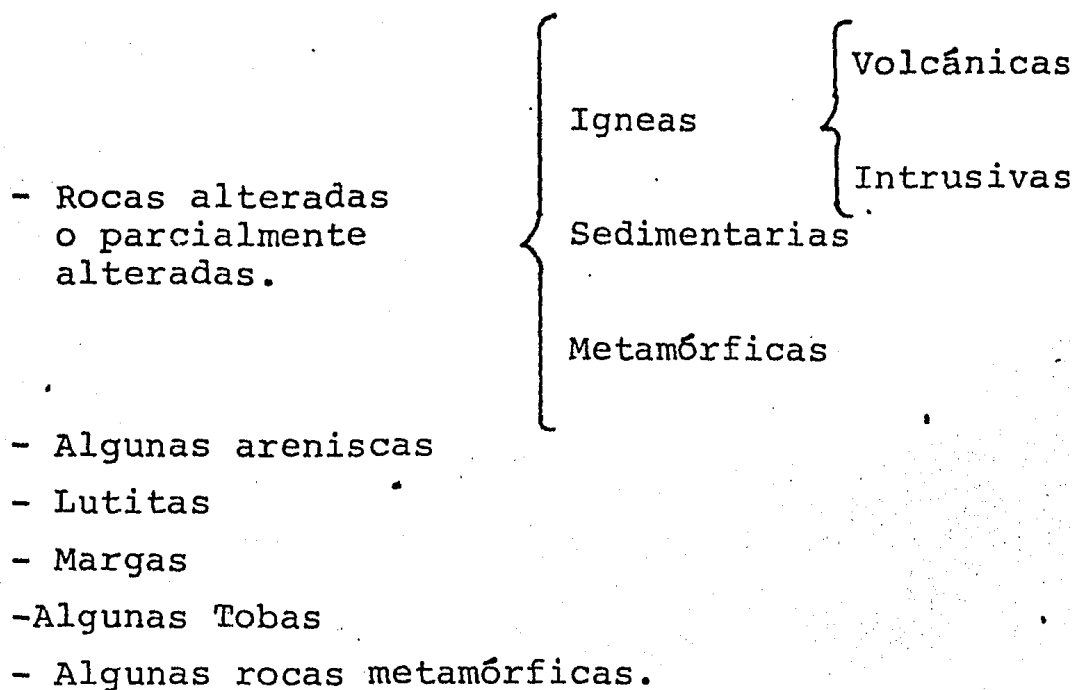 Volcánicas
Igneas
Intrusivas
- Rocas alteradas
o parcialmente
alteradas.
Sedimentarias
Metamórficas
- Algunas areniscas
- Lutitas
- Margas
-Algunas Tobas
- Algunas rocas metamórficas.